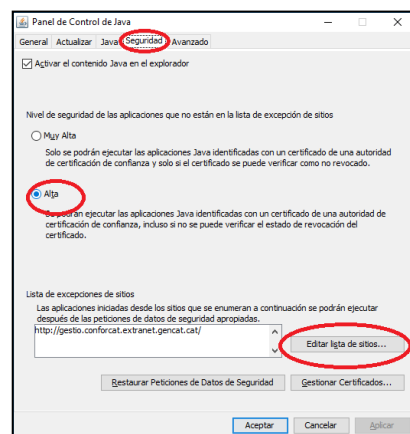 Panel de Control de Java
General Actualizar Java Seguridad Avanzado
Activar el contenido Java en el explorador
Nivel de seguridad de las aplicaciones que no están en la lista de excepción de sitios
Muy Alta
Solo se podrán ejecutar las aplicaciones Java identificadas con un certificado de una autoridad
de certificación de confianza y solo si el certificado se puede verificar como no revocado.
Alta
Se podrán ejecutar las aplicaciones Java identificadas con un certificado de una autoridad de
certificación de confianza, incluso si no se puede verificar el estado de revocación del
certificado.
Lista de excepciones de sitios
Las aplicaciones iniciadas desde los sitios que se enumeran a continuación se podrán ejecutar
después de las peticiones de datos de seguridad apropiadas.
http://gestio.conforcat.extranet.gencat.cat/
Editar lista de sitios...
Restaurar Peticiones de Datos de Seguridad Gestionar Certificados...
Aceptar Cancelar Aplicar